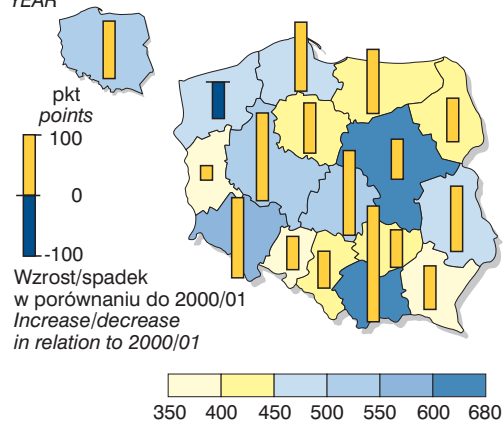 YEAR
pkt
points
100
0
-100
Wzrost/spadek
w porównaniu do 2000/01
Increase/decrease
in relation to 2000/01
350 400 450 500 550 600 680